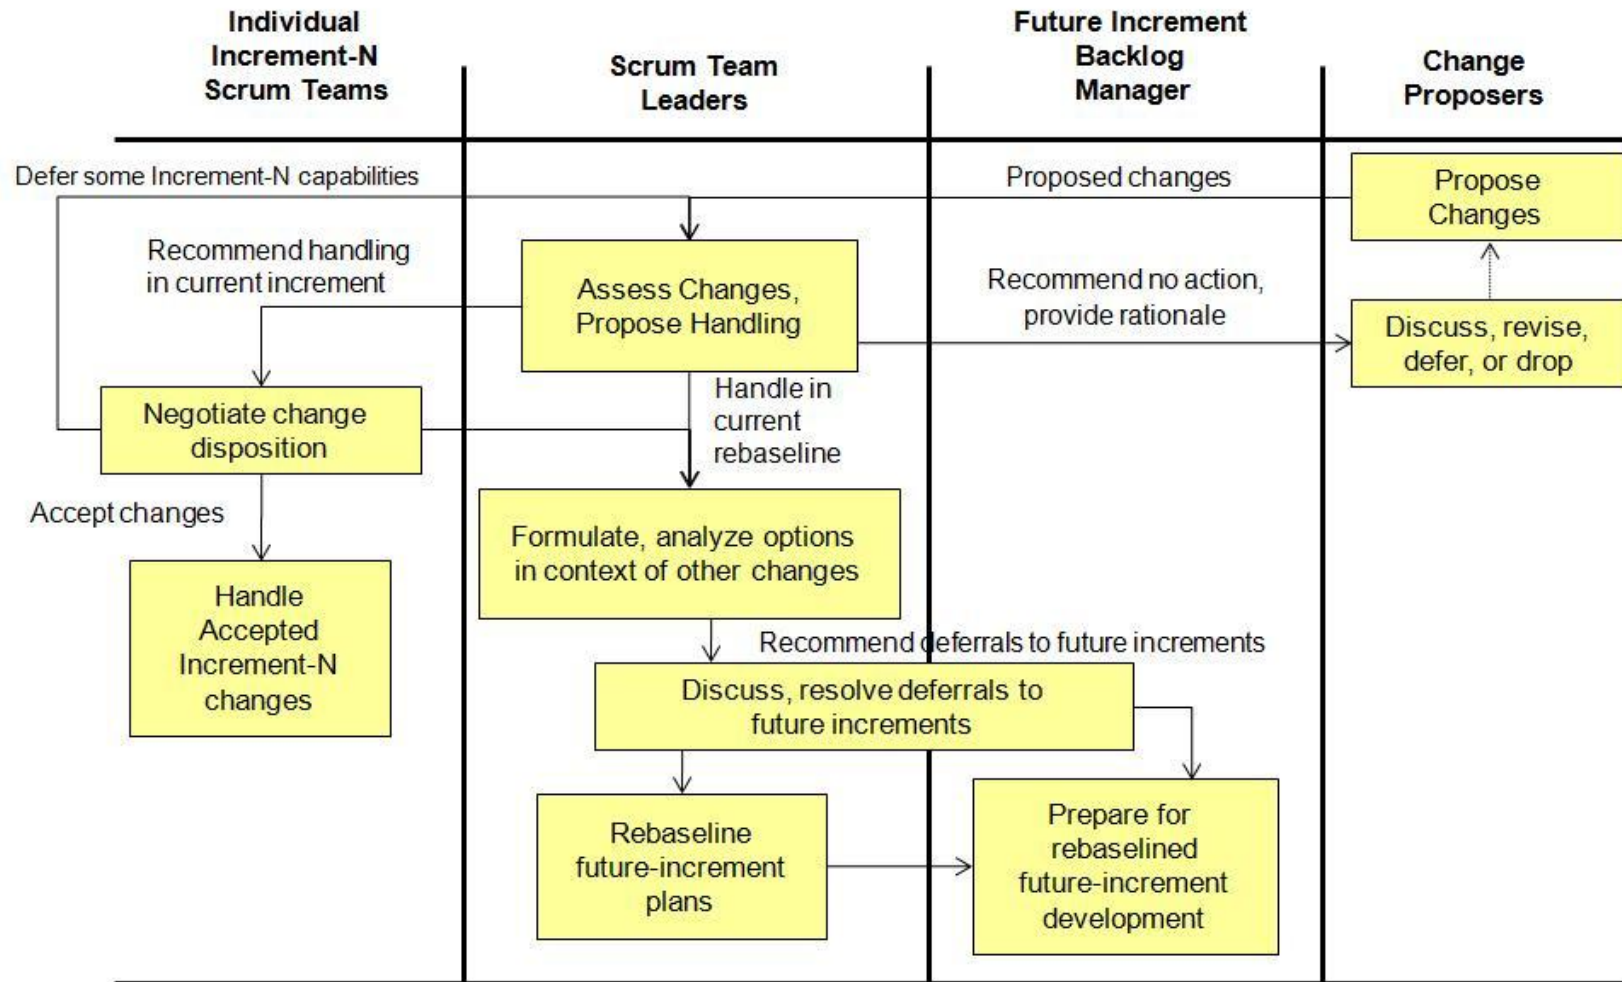 Individual
Increment-N
Scrum Teams
Scrum Team
Leaders
Future Increment
Backlog
Manager
Change
Proposers
Defer some Increment-N capabilities
Proposed changes
Propose
Changes
Recommend handling
in current increment
Assess Changes,
Propose Handling
Recommend no action,
provide rationale
Discuss, revise,
defer, or drop
Negotiate change
disposition
Handle in
current
rebaseline
Accept changes
Formulate, analyze options
in context of other changes
Handle
Accepted
Increment-N
changes
Recommend deferrals to future increments
Discuss, resolve deferrals to
future increments
Rebaseline
future-increment
plans
Prepare for
rebaselined
future-increment
development